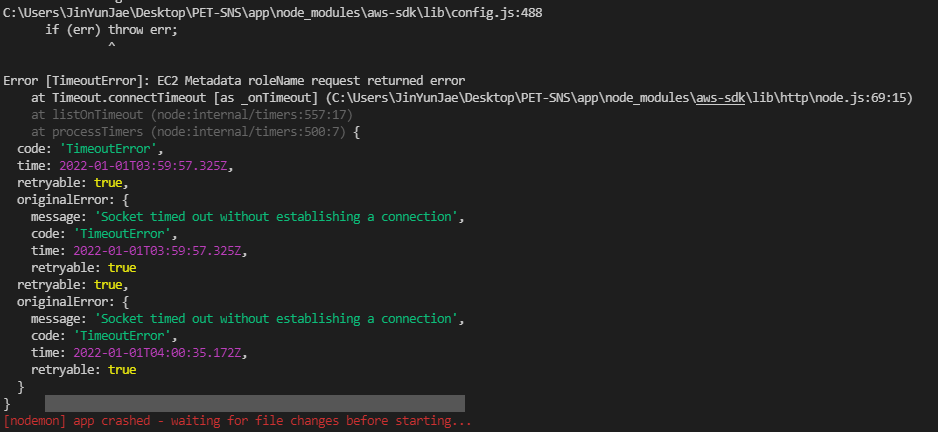 C:\Users\JinYunJae\Desktop\PET-SNS\app\node_modules\aws-sdk\lib\config.js:488
      if (err) throw err;
               ^
Error [TimeoutError]: EC2 Metadata roleName request returned error
    at Timeout.connectTimeout [as _onTimeout] (C:\Users\JinYunJae\Desktop\PET-SNS\app\node_modules\aws-sdk\lib\http\node.js:69:15)
    at listOnTimeout (node:internal/timers:557:17)
    at processTimers (node:internal/timers:500:7) {
  code: 'TimeoutError',
  time: 2022-01-01T03:59:57.325Z,
  retryable: true,
  originalError: {
    message: 'Socket timed out without establishing a connection',
    code: 'TimeoutError',
    time: 2022-01-01T03:59:57.325Z,
    retryable: true
  retryable: true,
  originalError: {
    message: 'Socket timed out without establishing a connection',
    code: 'TimeoutError',
    time: 2022-01-01T04:00:35.172Z,
    retryable: true
  }
}
[nodemon] app crashed - waiting for file changes before starting...